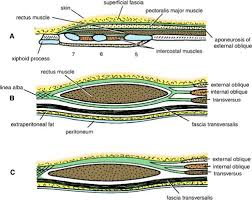 superficial fascia
skin
pectoralis major muscle
rectus muscle
A
aponeurosis of
external oblique
xiphoid process
7
6
5
intercostal muscles
rectus muscle
linea alba
external oblique
internal oblique
transversus
B
extraperitoneal fat
peritoneum
fascia transversalis
external oblique
internal oblique
transversus
C
fascia transversalis